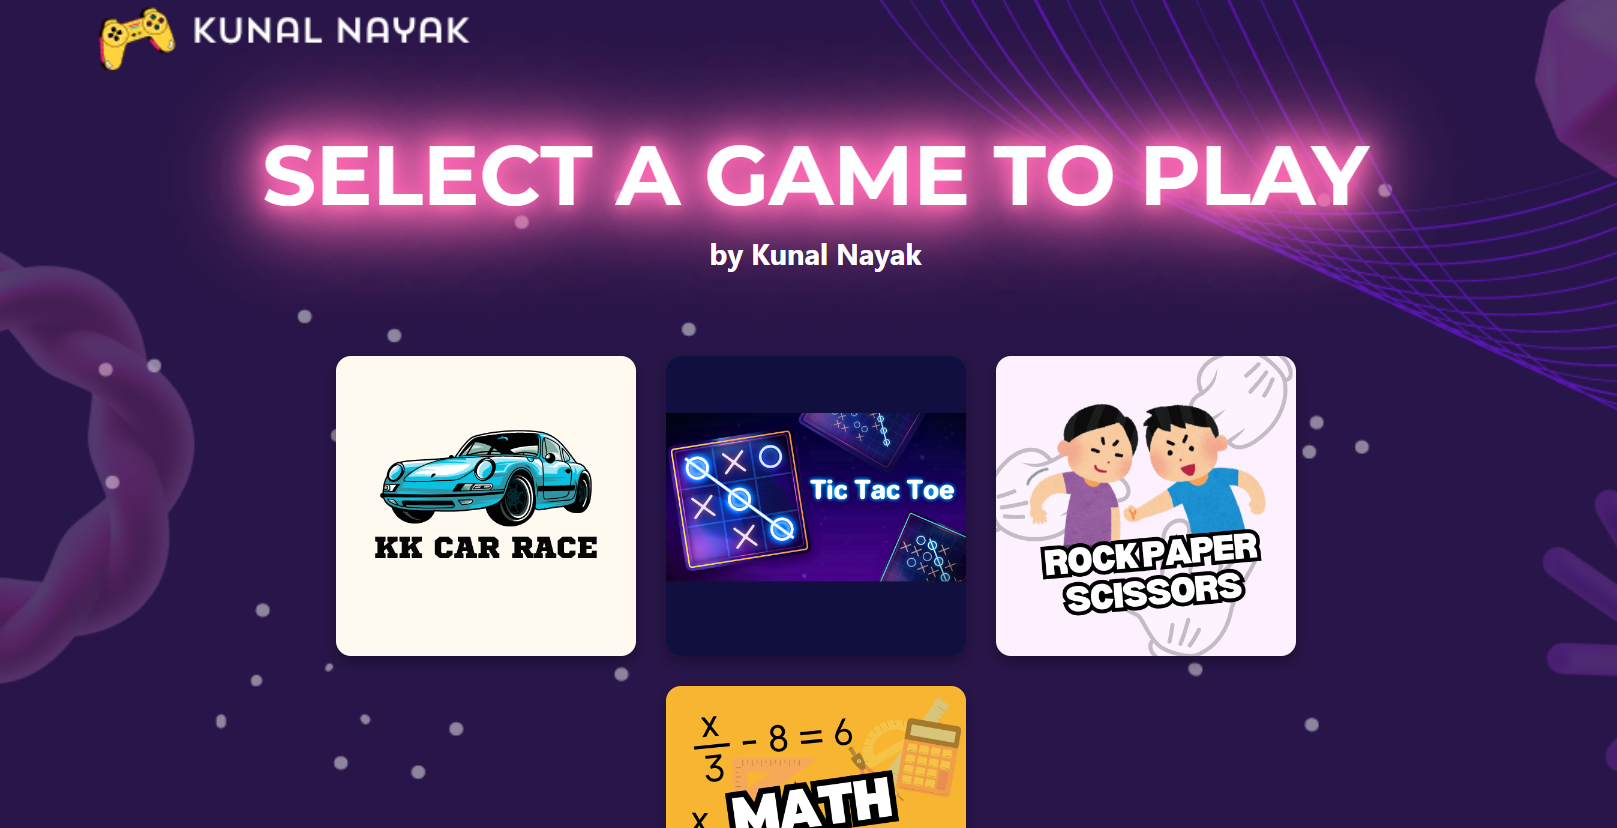 KUNAL NAYAK
SELECT A GAME TO PLAY
by Kunal Nayak
KK CAR RACE
Tic Tac Toe
ROCK PAPER
SCISSORS
x/3 - 8 = 6
MATH
x